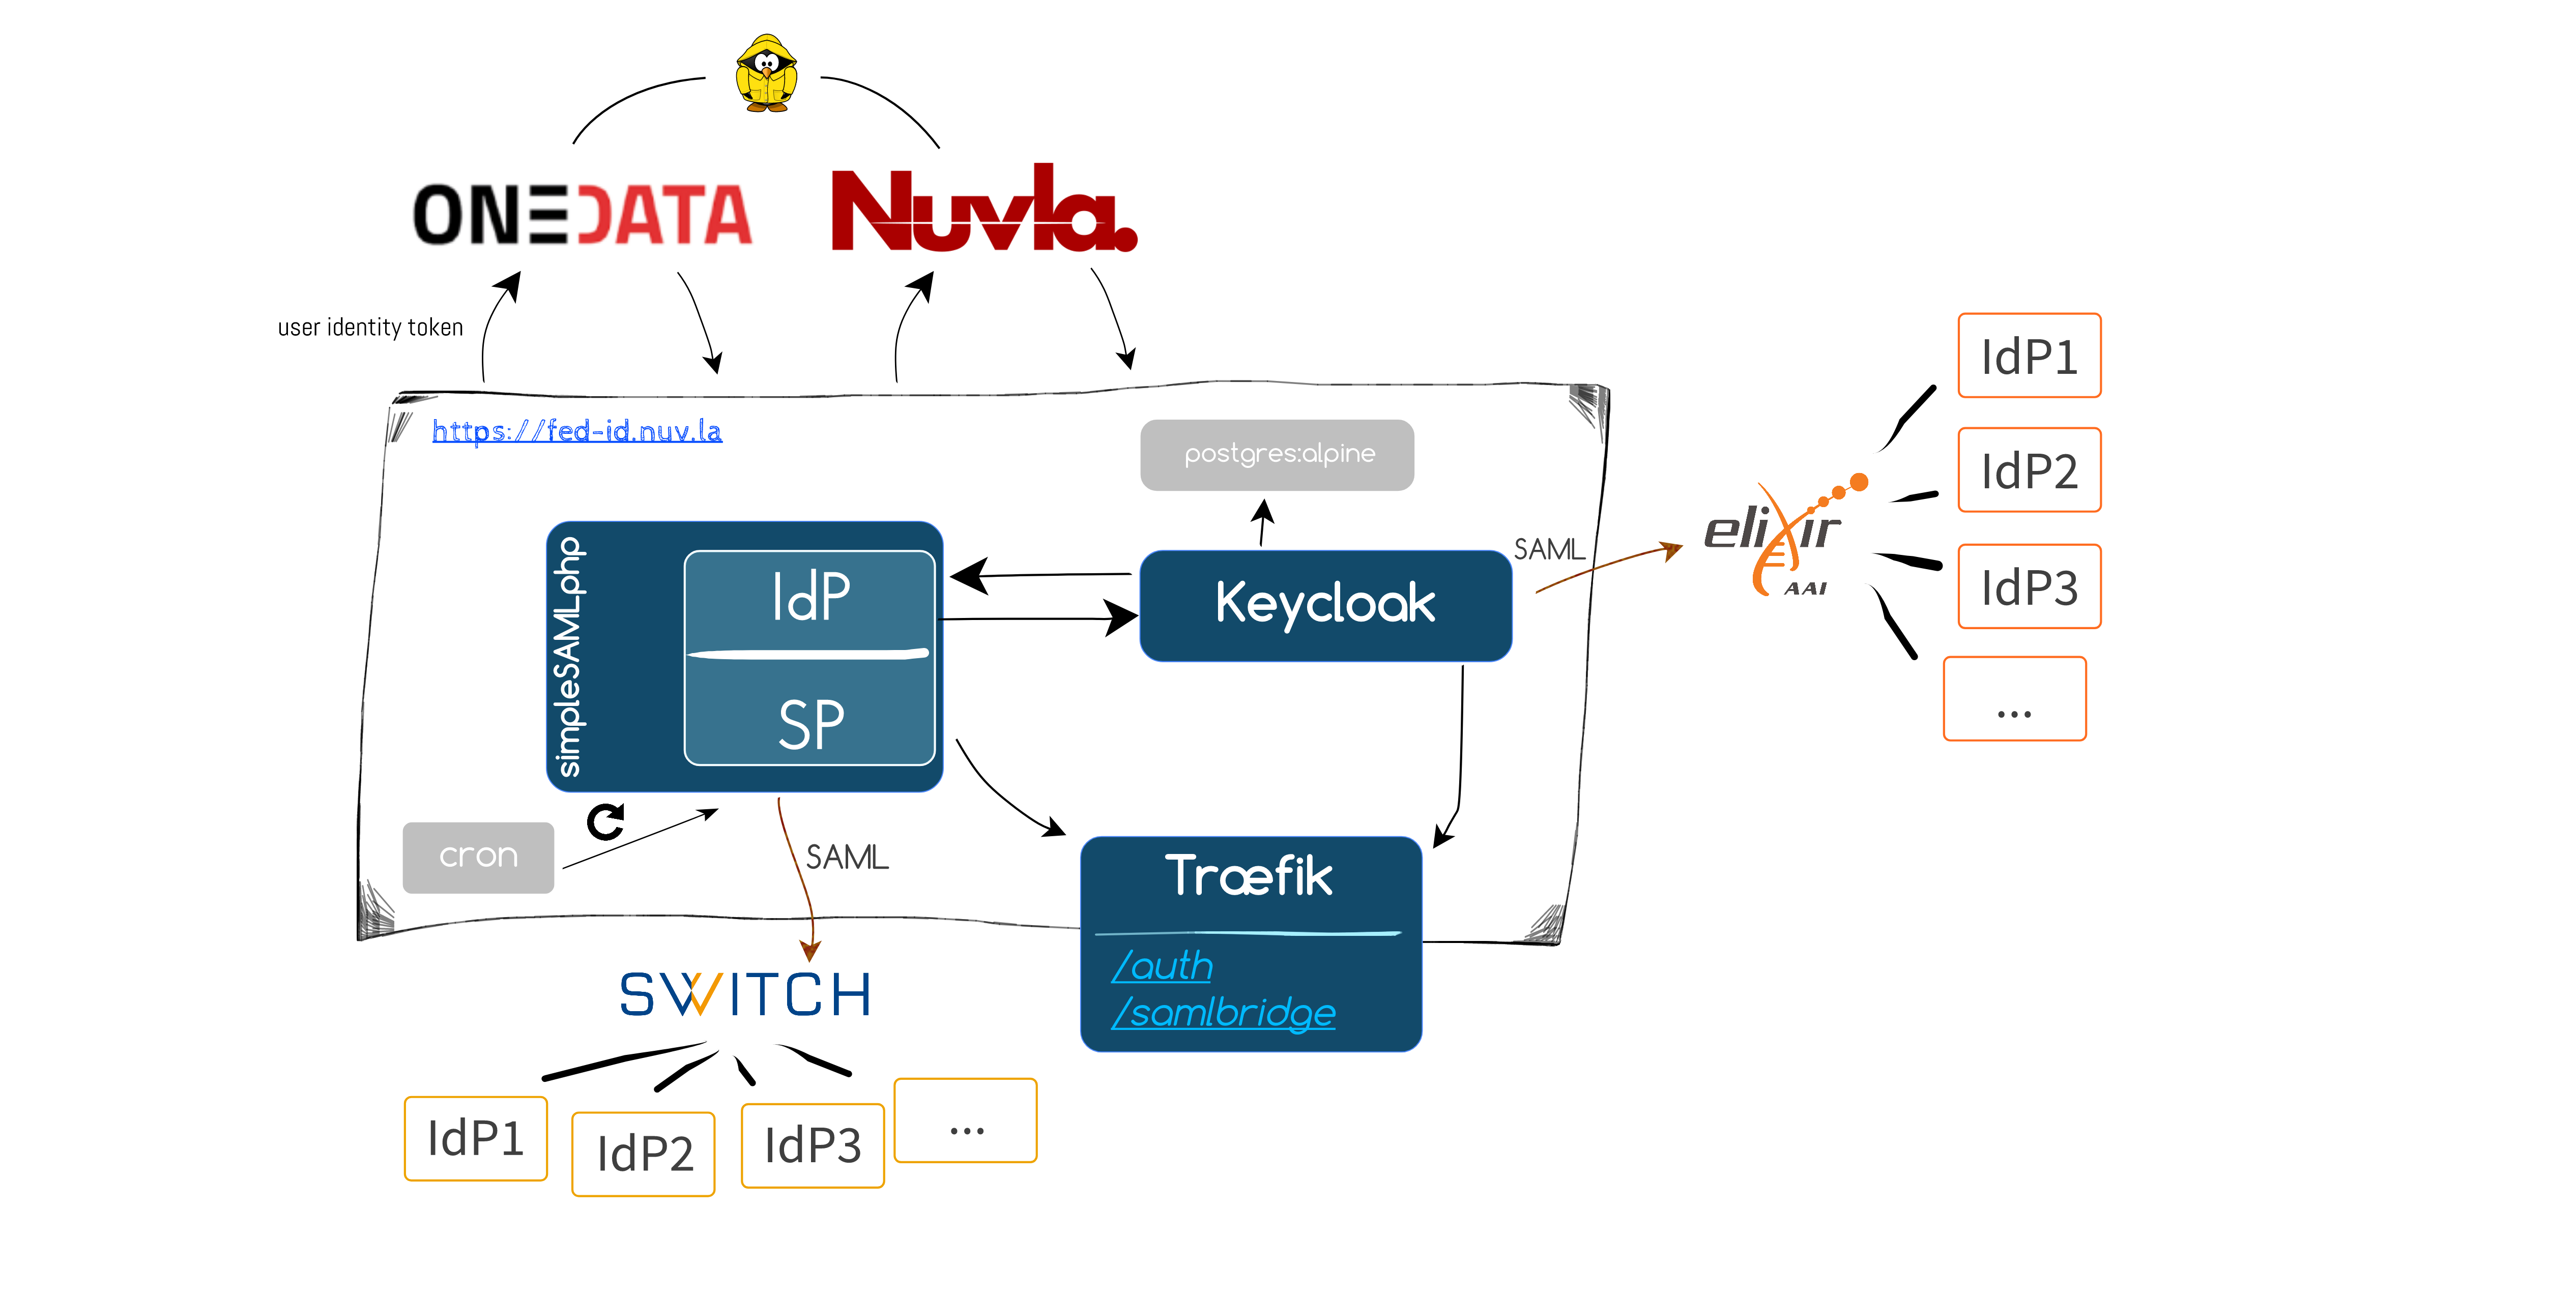 ONEDATA
Nuvla.
user identity token
https://fed-id.nuv.la
postgres:alpine
simpleSAMLphp
IdP
SP
Keycloak
SAML
elixir
AAI
IdP1
IdP2
IdP3
...
cron
SAML
Træfik
/auth
/samlbridge
SWITCH
IdP1
IdP2
IdP3
...